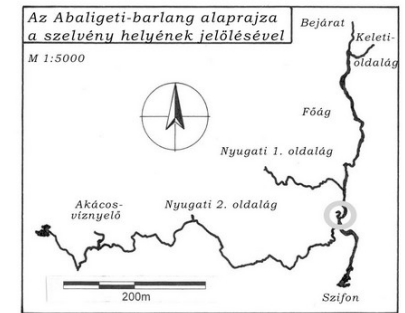 Az Abaligeti-barlang alaprajza
a szelvény helyének jelölésével
M 1:5000
Bejárat
Keleti-
oldalág
Főág
Nyugati 1. oldalág
Akácos-
víznyelő
Nyugati 2. oldalág
200m
Szifon